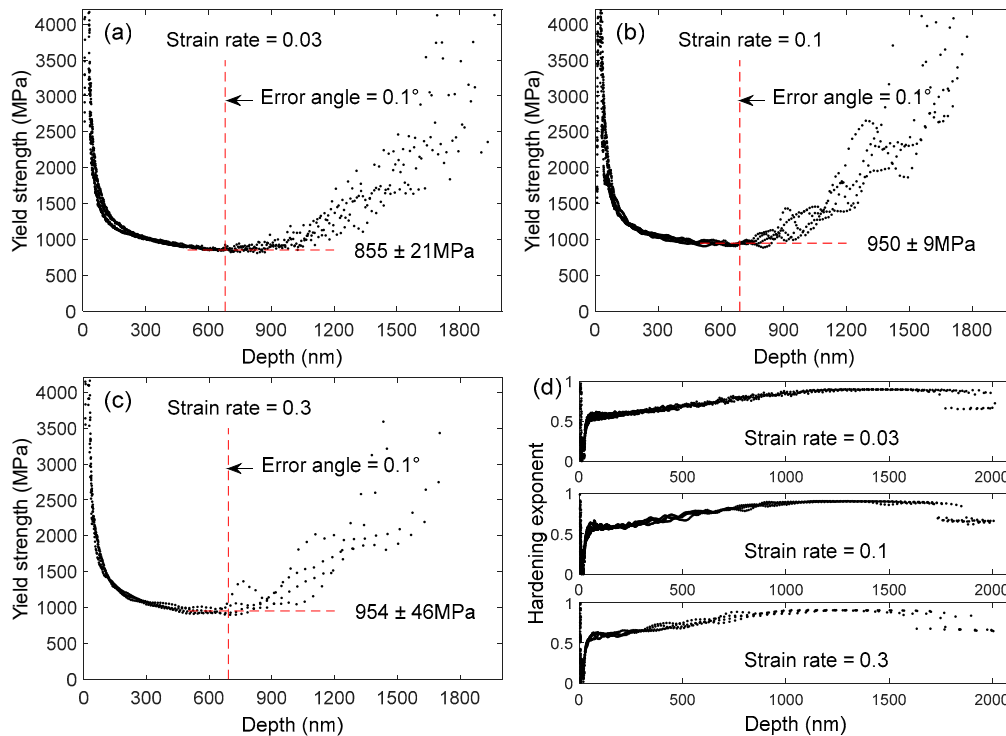 (a)
Strain rate = 0.03
Error angle = 0.1°
855 ± 21MPa
Yield strength (MPa)
0
500
1000
1500
2000
2500
3000
3500
4000
0 300 600 900 1200 1500 1800
Depth (nm)
(b)
Strain rate = 0.1
Error angle = 0.1°
950 ± 9MPa
Yield strength (MPa)
0
500
1000
1500
2000
2500
3000
3500
4000
0 300 600 900 1200 1500 1800
Depth (nm)
(c)
Strain rate = 0.3
Error angle = 0.1°
954 ± 46MPa
Yield strength (MPa)
0
500
1000
1500
2000
2500
3000
3500
4000
0 300 600 900 1200 1500 1800
Depth (nm)
(d)
Hardening exponent
1
0.5
0
Strain rate = 0.03
0 500 1000 1500 2000
1
0.5
0
Strain rate = 0.1
0 500 1000 1500 2000
1
0.5
0
Strain rate = 0.3
0 500 1000 1500 2000
Depth (nm)